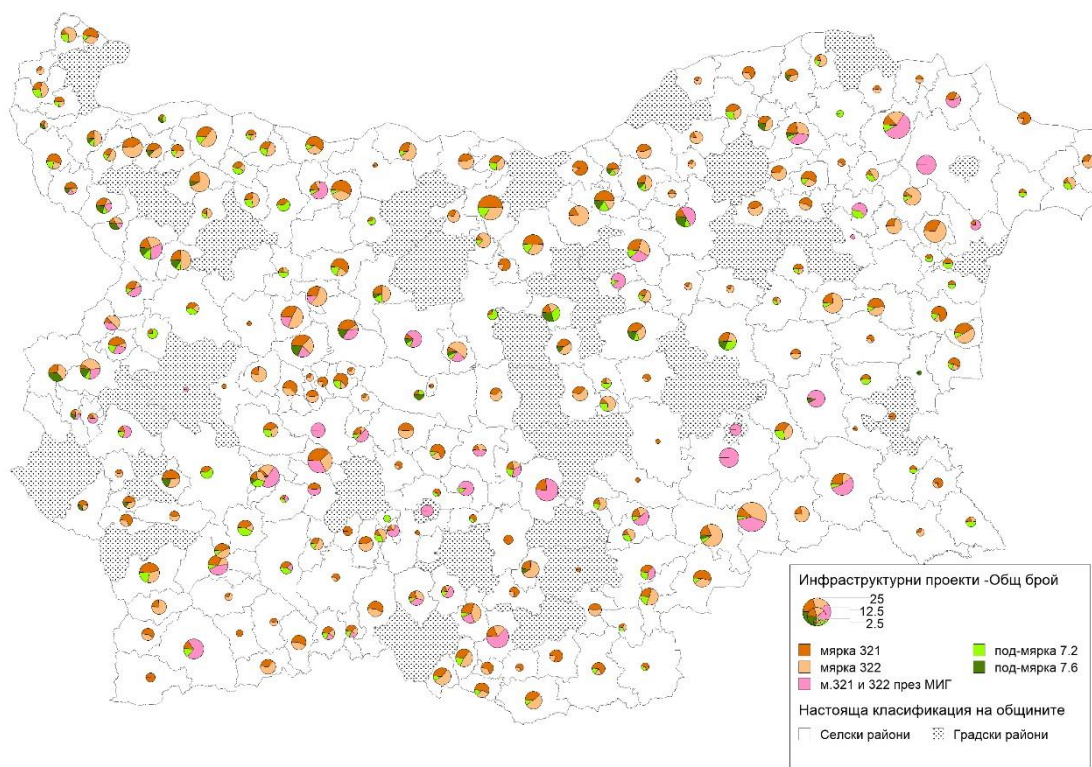 Инфраструктурни проекти -Общ брой
25
12.5
2.5
мярка 321
под-мярка 7.2
мярка 322
под-мярка 7.6
м.321 и 322 през МИГ
Настояща класификация на общините
Селски райони
Градски райони